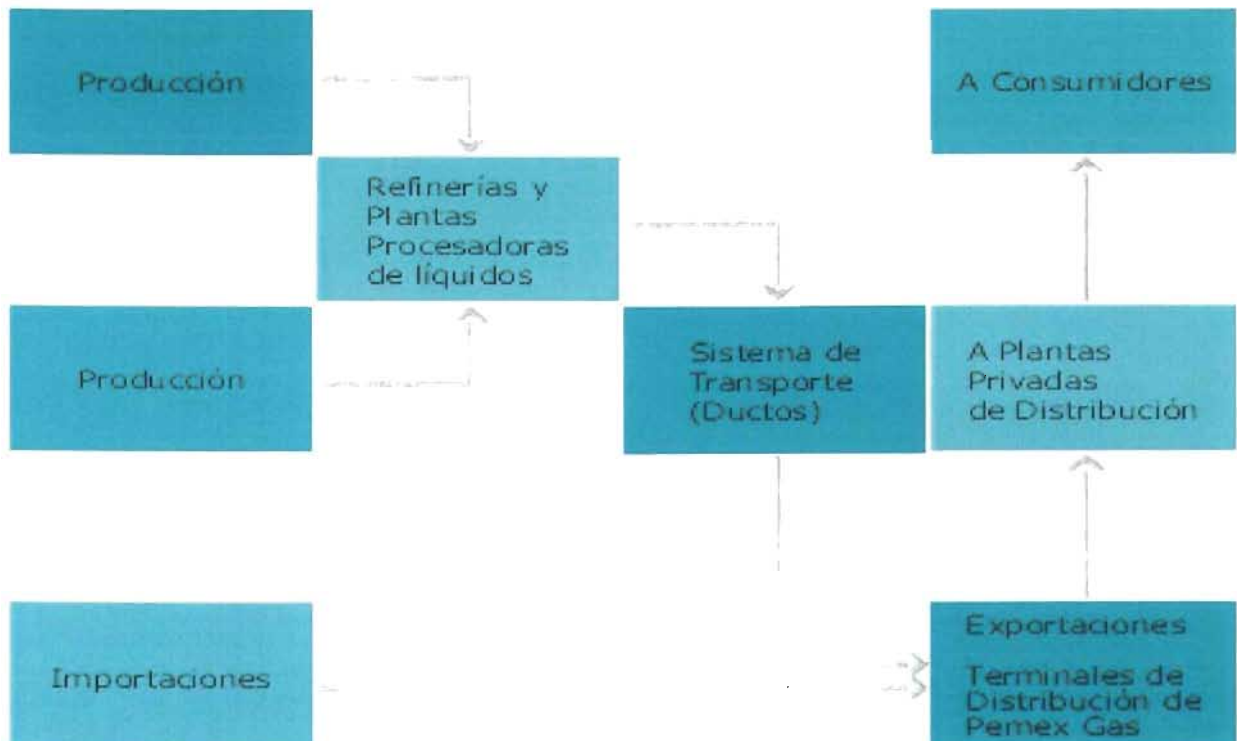 Producción
A Consumidores
Refinerías y
Plantas
Procesadoras
de líquidos
Producción
Sistema de
Transporte
(Ductos)
A Plantas
Privadas
de Distribución
Importaciones
Exportaciones
Terminales de
Distribución de
Pemex Gas